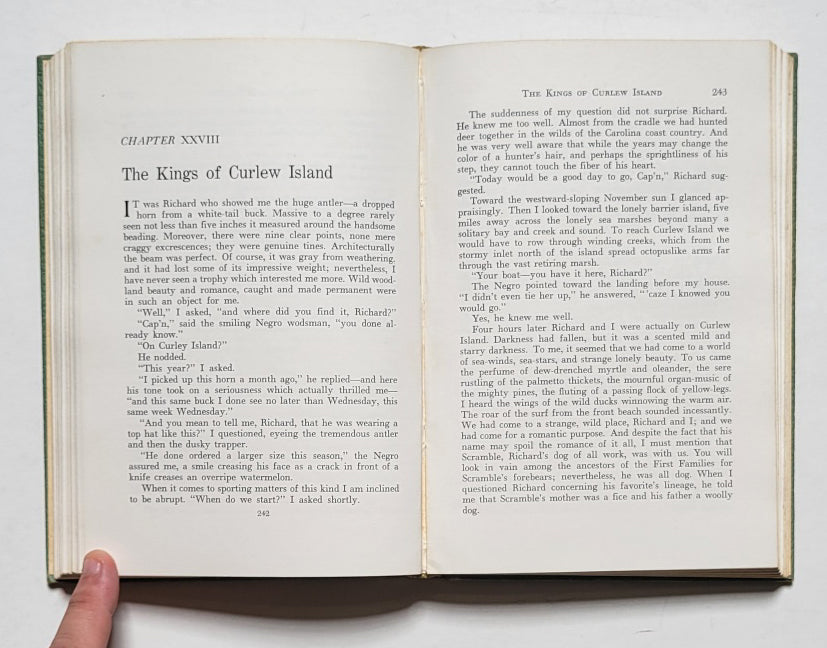 CHAPTER XXVIII
The Kings of Curlew Island
IT was Richard who showed me the huge antler—a dropped
horn from a white-tail buck. Massive to a degree rarely
seen not less than five inches it measured around the handsome
beading. Moreover, there were nine clear points, none mere
craggy excrescences; they were genuine tines. Architecturally
the beam was perfect. Of course, it was gray from weathering,
and it had lost some of its impressive weight; nevertheless, I
have never seen a trophy which interested me more. Wild wood-
land beauty and romance, caught and made permanent were
in such an object for me.
"Well," I asked, "and where did you find it, Richard?"
"Cap'n," said the smiling Negro wodsman, "you done al-
ready know."
"On Curley Island?"
He nodded.
"This year?" I asked.
"I picked up this horn a month ago," he replied—and here
his tone took on a seriousness which actually thrilled me—
"and this same buck I done see no later than Wednesday, this
same week Wednesday."
"And you mean to tell me, Richard, that he was wearing a
top hat like this?" I questioned, eyeing the tremendous antler
and then the dusky trapper.
"He done ordered a larger size this season," the Negro
assured me, a smile creasing his face as a crack in front of a
knife creases an overripe watermelon.
When it comes to sporting matters of this kind I am inclined
to be abrupt. "When do we start?" I asked shortly.
242
THE KINGS OF CURLEW ISLAND 243
The suddenness of my question did not surprise Richard.
He knew me too well. Almost from the cradle we had hunted
deer together in the wilds of the Carolina coast country. And
he was very well aware that while the years may change the
color of a hunter's hair, and perhaps the sprightliness of his
step, they cannot touch the fiber of his heart.
"Today would be a good day to go, Cap'n," Richard sug-
gested.
Toward the westward-sloping November sun I glanced ap-
praisingly. Then I looked toward the lonely barrier island, five
miles away across the lonely sea marshes beyond many a
solitary bay and creek and sound. To reach Curlew Island we
would have to row through winding creeks, which from the
stormy inlet north of the island spread octopuslike arms far
through the vast retiring marsh.
"Your boat—you have it here, Richard?"
The Negro pointed toward the landing before my house.
"I didn't even tie her up," he answered, " 'caze I knowed you
would go."
Yes, he knew me well.
Four hours later Richard and I were actually on Curlew
Island. Darkness had fallen, but it was a scented mild and
starry darkness. To me, it seemed that we had come to a world
of sea-winds, sea-stars, and strange lonely beauty. To us came
the perfume of dew-drenched myrtle and oleander, the sere
rustling of the palmetto thickets, the mournful organ-music of
the mighty pines, the fluting of a passing flock of yellow-legs.
I heard the wings of the wild ducks winnowing the warm air.
The roar of the surf from the front beach sounded incessantly.
We had come to a strange, wild place, Richard and I; and we
had come for a romantic purpose. And despite the fact that his
name may spoil the romance of it all, I must mention that
Scramble, Richard's dog of all work, was with us. You will
look in vain among the ancestors of the First Families for
Scramble's forebears; nevertheless, he was all dog. When I
questioned Richard concerning his favorite's lineage, he told
me that Scramble's mother was a fice and his father a woolly
dog.